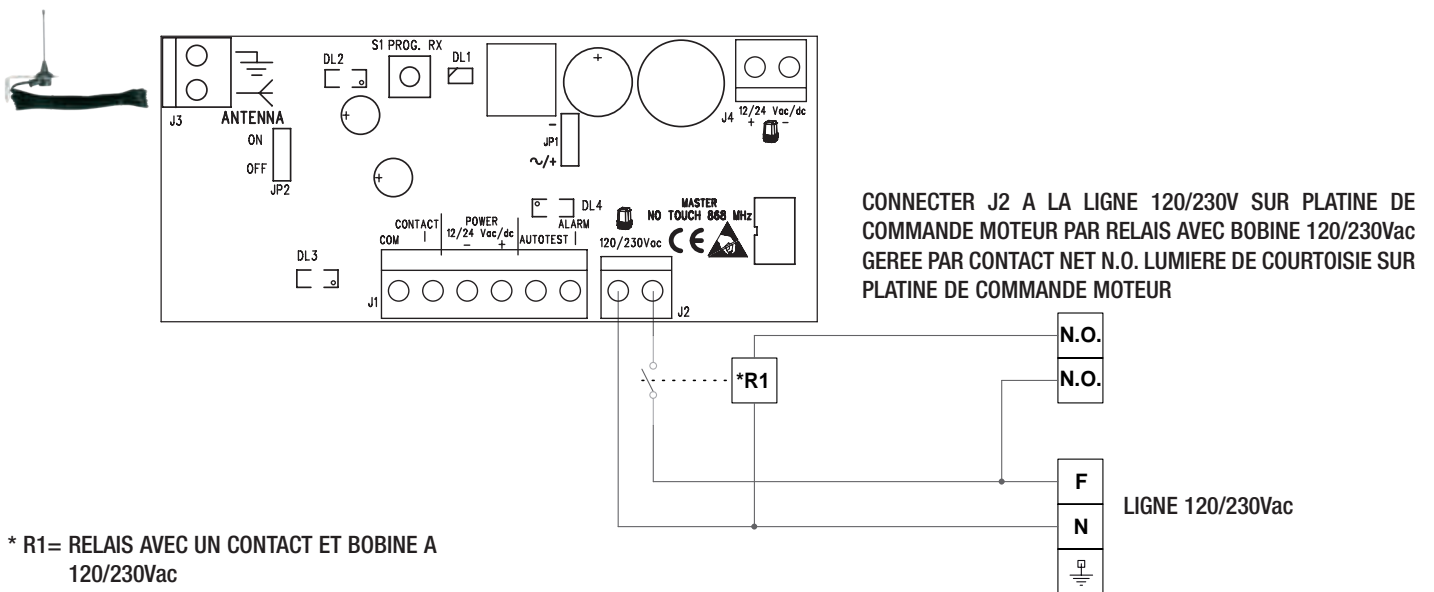 S1 PROG. RX
DL2
DL1
J3
ANTENNA
ON
OFF
JP2
-
JP1
~/+
J4
12/24 Vac/dc
+ -
DL4
MASTER
NO TOUCH 868 MHz
CE
120/230Vac
CONTACT
COM
POWER
12/24 Vac/dc
- +
ALARM
AUTOTEST
DL3
J1
J2
CONNECTER J2 A LA LIGNE 120/230V SUR PLATINE DE
COMMANDE MOTEUR PAR RELAIS AVEC BOBINE 120/230Vac
GEREE PAR CONTACT NET N.O. LUMIERE DE COURTOISIE SUR
PLATINE DE COMMANDE MOTEUR
N.O.
N.O.
*R1
F
N
LIGNE 120/230Vac
* R1= RELAIS AVEC UN CONTACT ET BOBINE A
120/230Vac